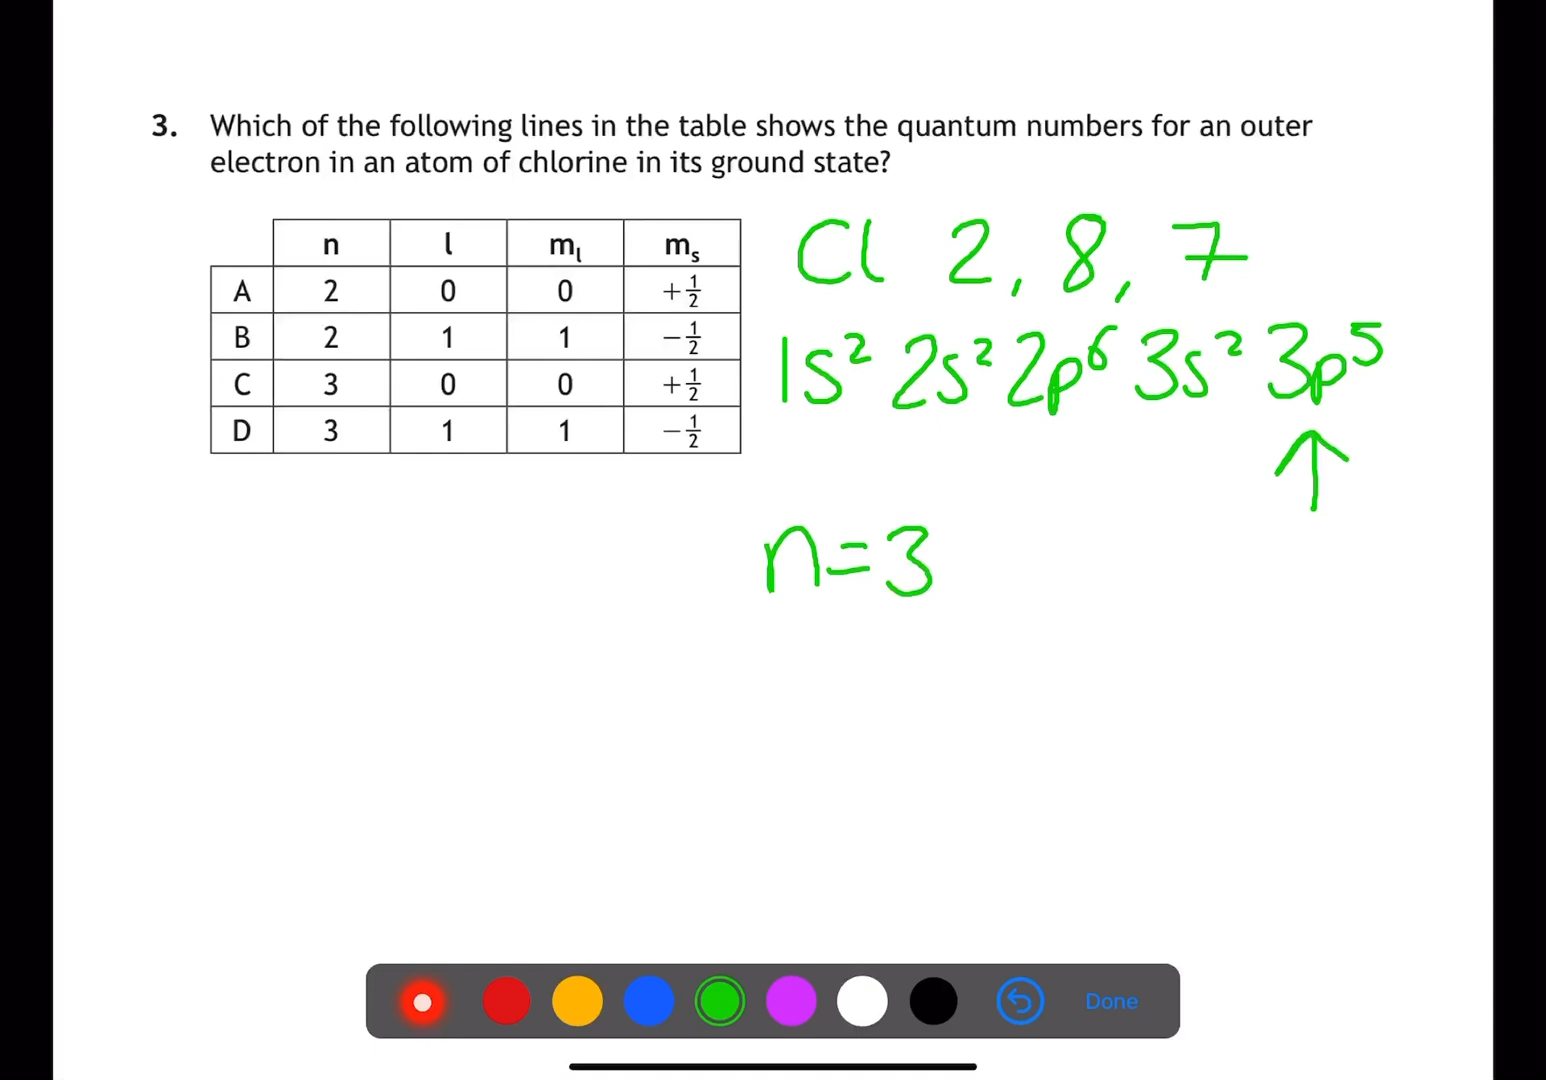 3. Which of the following lines in the table shows the quantum numbers for an outer
electron in an atom of chlorine in its ground state?
n l mₗ mₛ
A 2 0 0 +½
B 2 1 1 −½
C 3 0 0 +½
D 3 1 1 −½
Cl 2, 8, 7
1s² 2s² 2p⁶ 3s² 3p⁵
n=3
Done